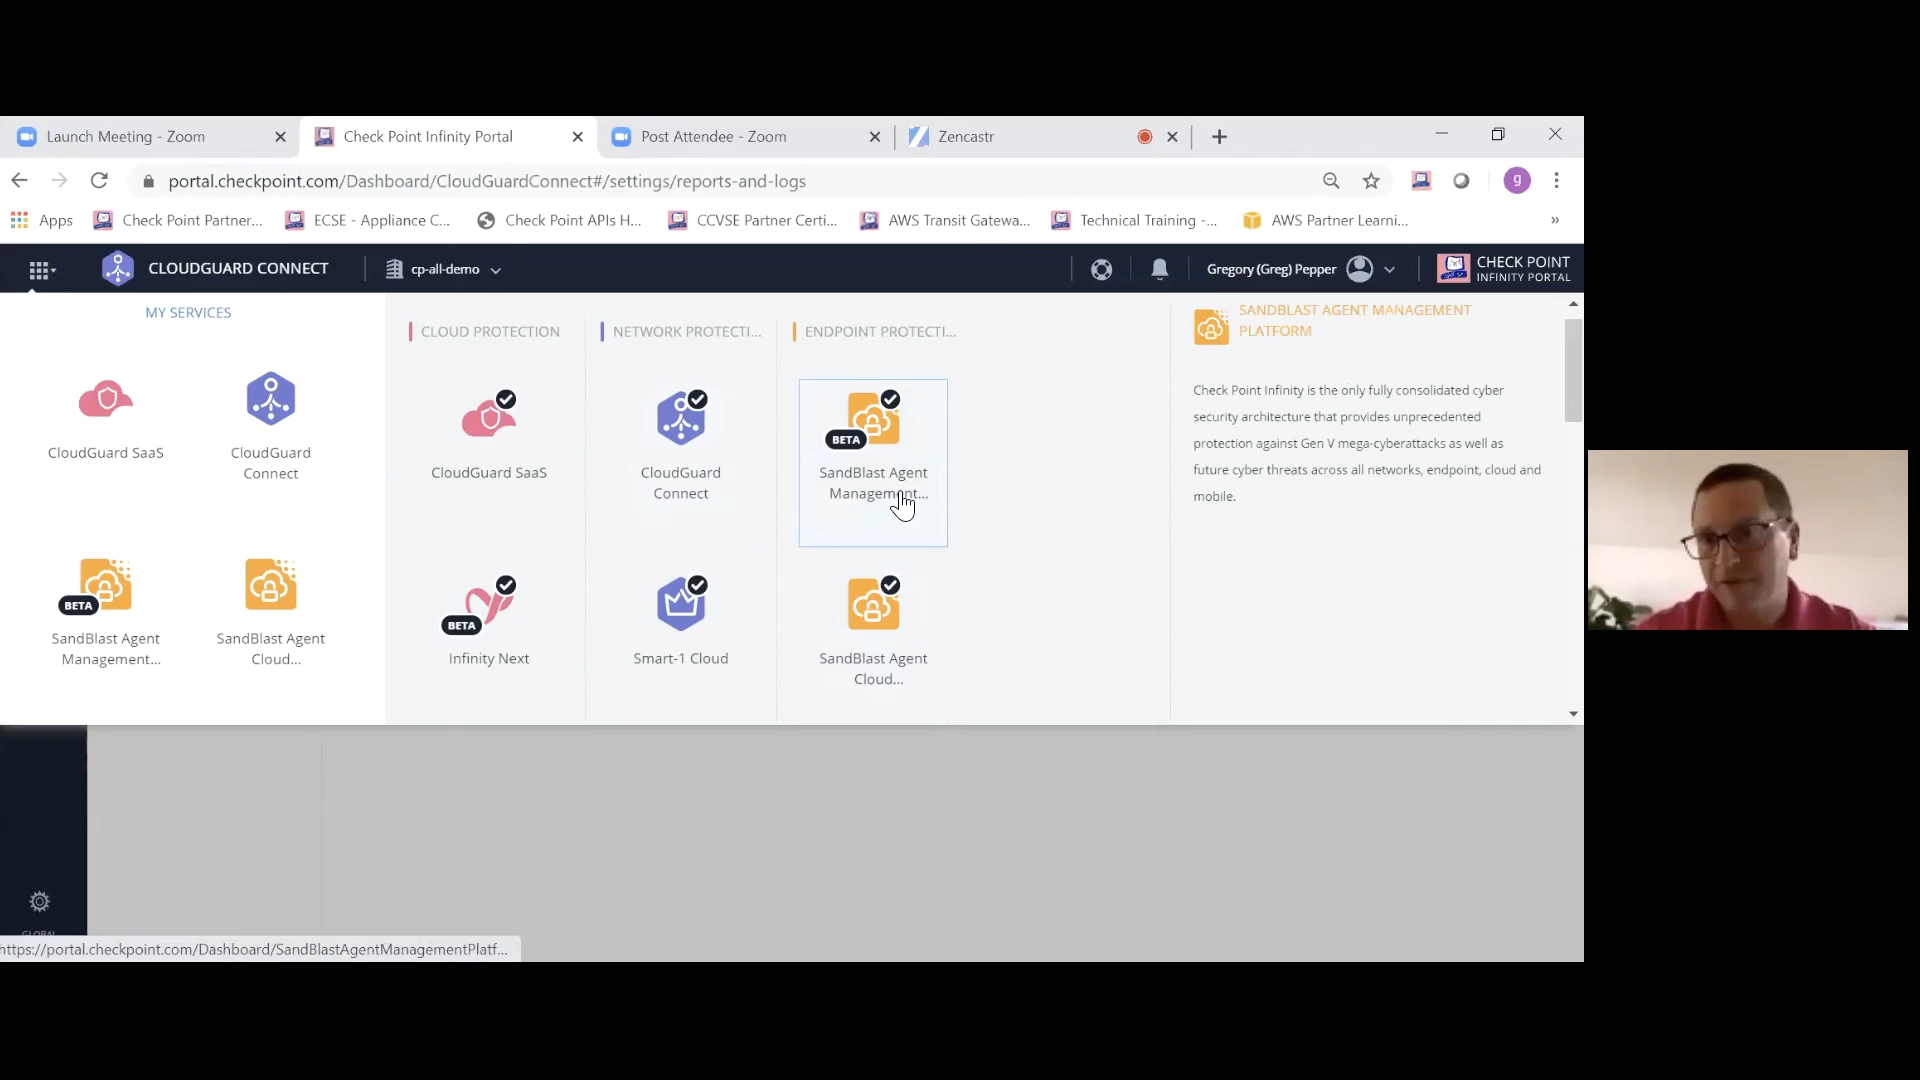 Launch Meeting - Zoom
Check Point Infinity Portal
Post Attendee - Zoom
Zencastr
portal.checkpoint.com/Dashboard/CloudGuardConnect#/settings/reports-and-logs
g
Apps
Check Point Partner...
ECSE - Appliance C...
Check Point APIs H...
CCVSE Partner Certi...
AWS Transit Gatewa...
Technical Training -...
AWS Partner Learni...
»
CLOUDGUARD CONNECT
cp-all-demo
Gregory (Greg) Pepper
CHECK POINT
INFINITY PORTAL
MY SERVICES
CloudGuard SaaS
CloudGuard
Connect
BETA
SandBlast Agent
Management...
SandBlast Agent
Cloud...
CLOUD PROTECTION
NETWORK PROTECTI...
ENDPOINT PROTECTI...
CloudGuard SaaS
CloudGuard
Connect
BETA
SandBlast Agent
Management...
BETA
Infinity Next
Smart-1 Cloud
SandBlast Agent
Cloud...
SANDBLAST AGENT MANAGEMENT
PLATFORM
Check Point Infinity is the only fully consolidated cyber
security architecture that provides unprecedented
protection against Gen V mega-cyberattacks as well as
future cyber threats across all networks, endpoint, cloud and
mobile.
GLOBAL
https://portal.checkpoint.com/Dashboard/SandBlastAgentManagementPlatf...